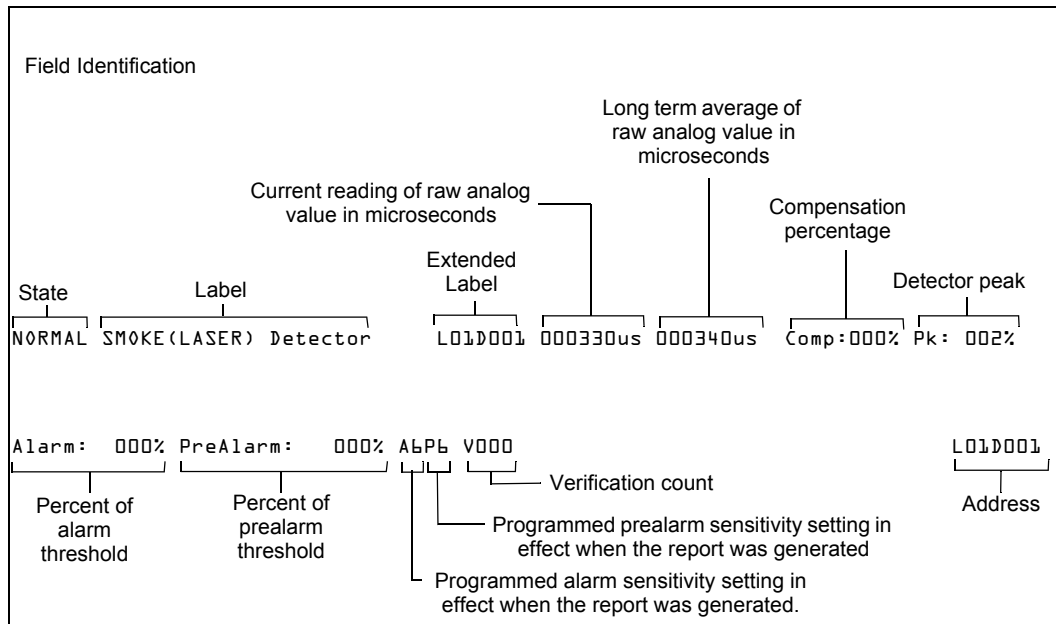 Field Identification
Long term average of
raw analog value in
microseconds
Current reading of raw analog
value in microseconds
Compensation
percentage
Extended
Label
State
Label
Detector peak
NORMAL SMOKE(LASER) Detector L01D001 000330us 000340us Comp:000% Pk: 002%
Alarm: 000% PreAlarm: 000% A6P6 V000 L01D001
Verification count
Address
Percent of
alarm
threshold
Percent of
prealarm
threshold
Programmed prealarm sensitivity setting in
effect when the report was generated
Programmed alarm sensitivity setting in
effect when the report was generated.